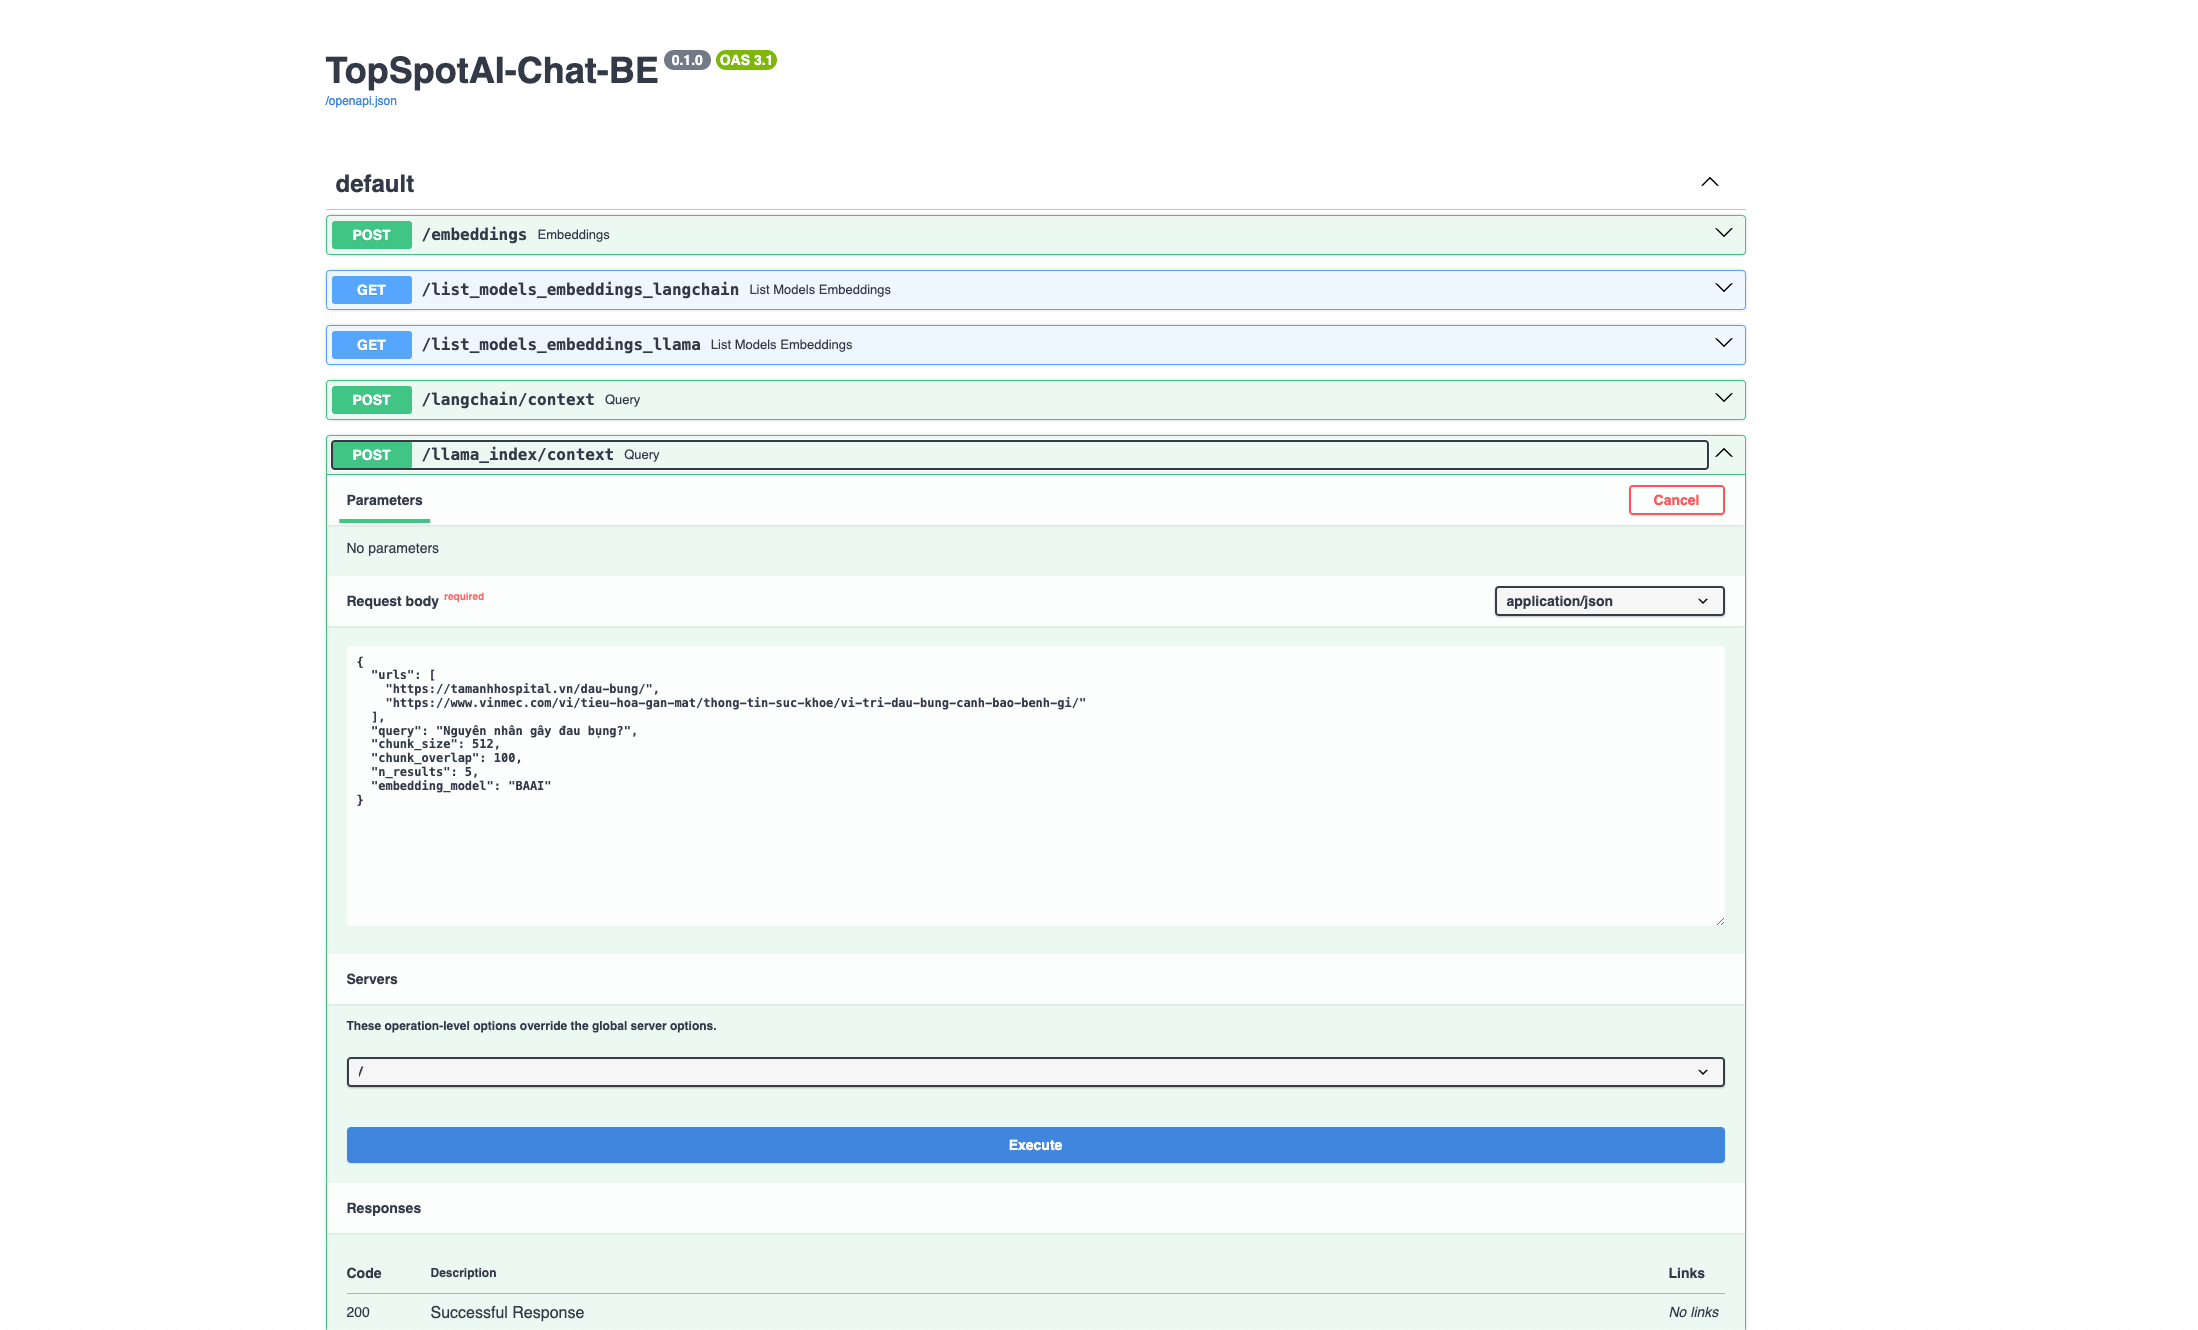 TopSpotAI-Chat-BE 0.1.0 OAS 3.1
/openapi.json
default
POST /embeddings Embeddings
GET /list_models_embeddings_langchain List Models Embeddings
GET /list_models_embeddings_llama List Models Embeddings
POST /langchain/context Query
POST /llama_index/context Query
Parameters Cancel
No parameters
Request body required application/json
{
  "urls": [
    "https://tamanhhospital.vn/dau-bung/",
    "https://www.vinmec.com/vi/tieu-hoa-gan-mat/thong-tin-suc-khoe/vi-tri-dau-bung-canh-bao-benh-gi/"
  ],
  "query": "Nguyên nhân gây đau bụng?",
  "chunk_size": 512,
  "chunk_overlap": 100,
  "n_results": 5,
  "embedding_model": "BAAI"
}
Servers
These operation-level options override the global server options.
/
Execute
Responses
Code Description Links
200 Successful Response No links